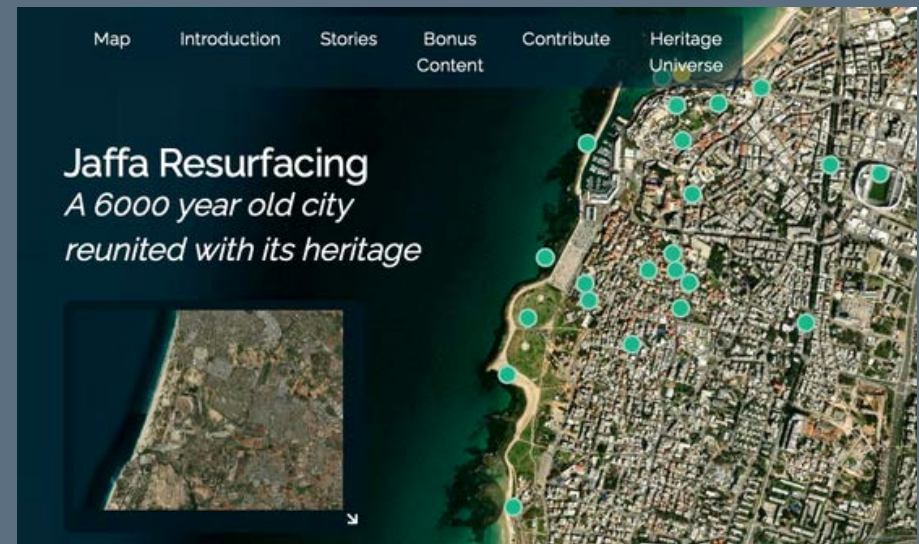 Map Introduction Stories Bonus Contribute Heritage
Content Universe
Jaffa Resurfacing
A 6000 year old city
reunited with its heritage